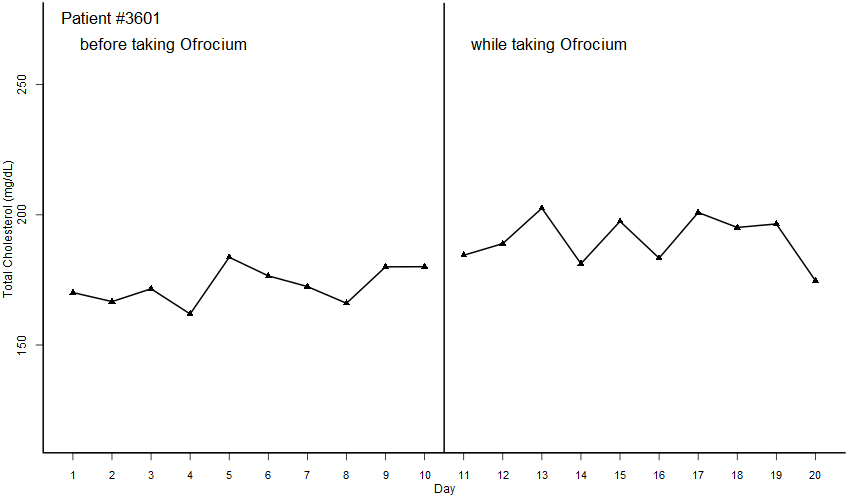 Patient #3601
before taking Ofrocium
while taking Ofrocium
Total Cholesterol (mg/dL)
250
200
150
1 2 3 4 5 6 7 8 9 10 11 12 13 14 15 16 17 18 19 20
Day